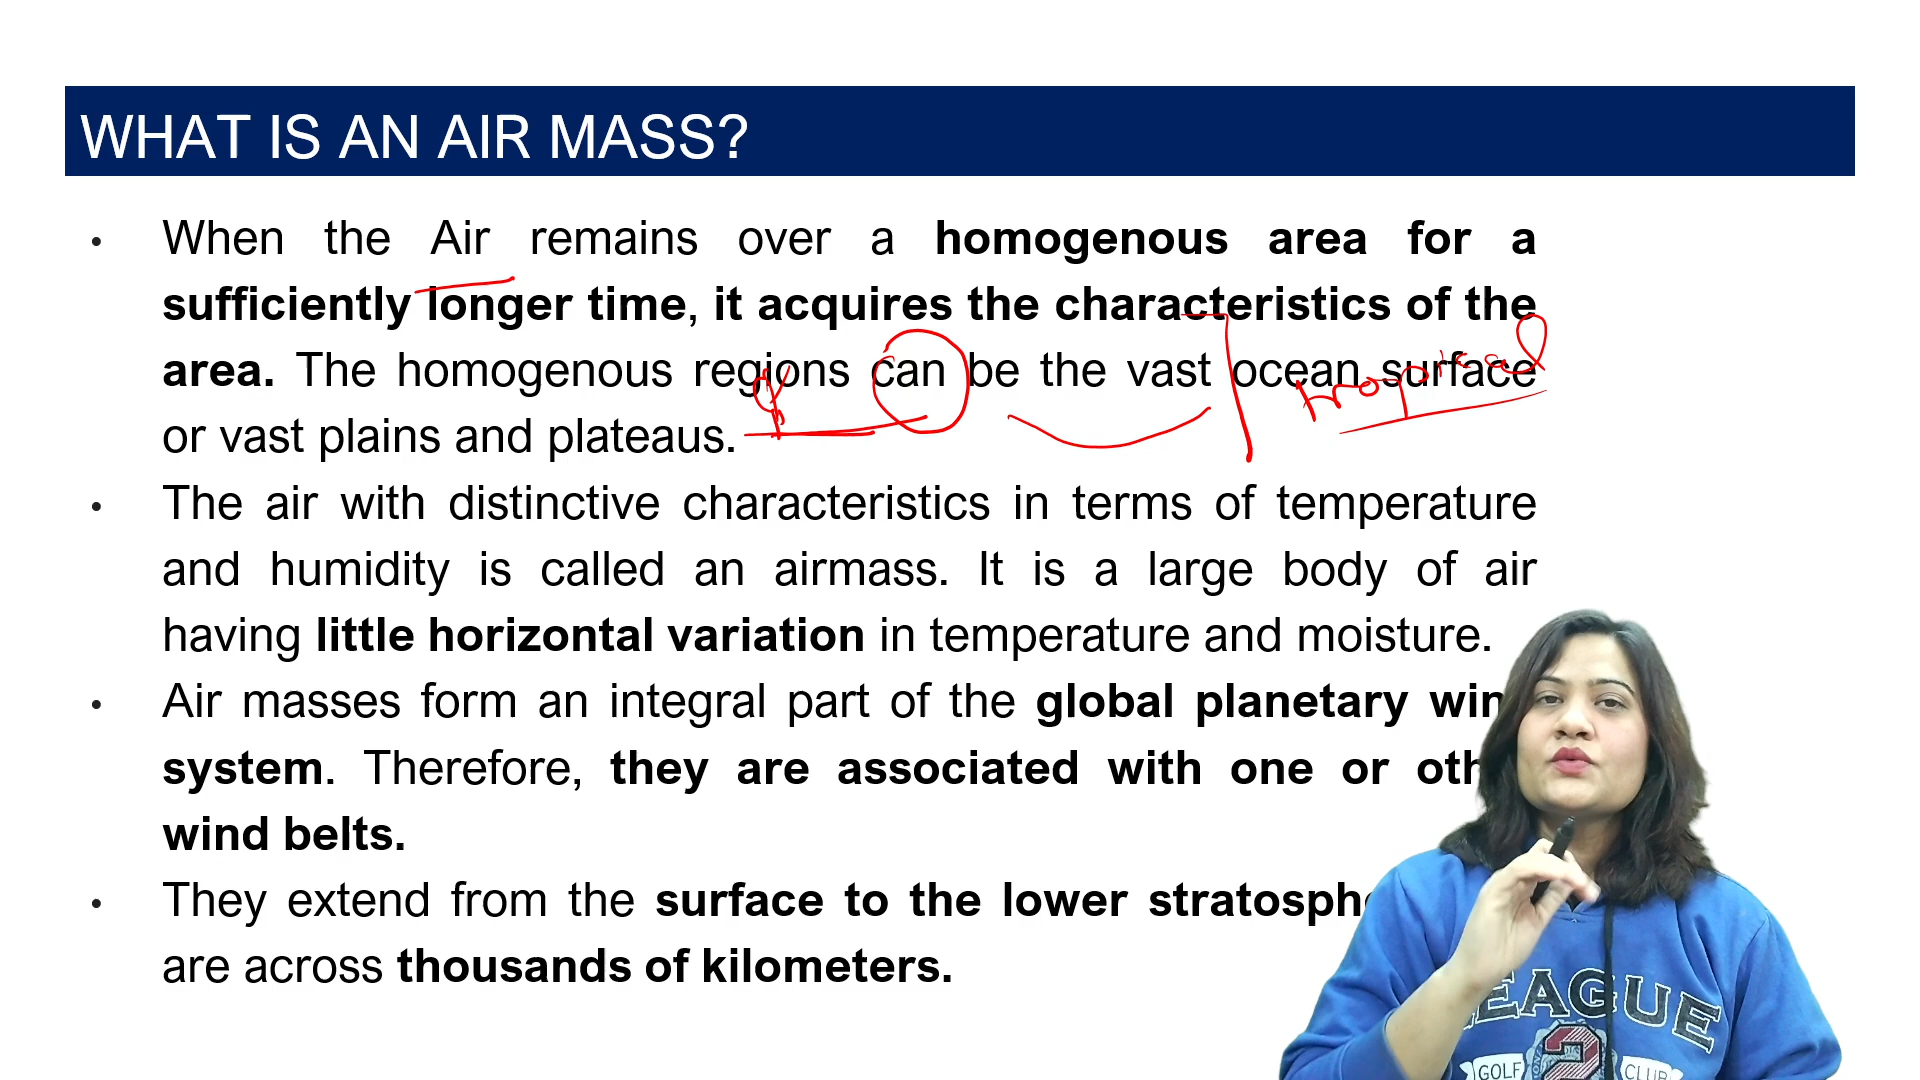 WHAT IS AN AIR MASS?
• When the Air remains over a homogenous area for a
sufficiently longer time, it acquires the characteristics of the
area. The homogenous regions can be the vast ocean surface
tropical
or vast plains and plateaus.
• The air with distinctive characteristics in terms of temperature
and humidity is called an airmass. It is a large body of air
having little horizontal variation in temperature and moisture.
• Air masses form an integral part of the global planetary win
system. Therefore, they are associated with one or oth
wind belts.
• They extend from the surface to the lower stratosph
are across thousands of kilometers.
LEAGUE
2
GOLF CLUB